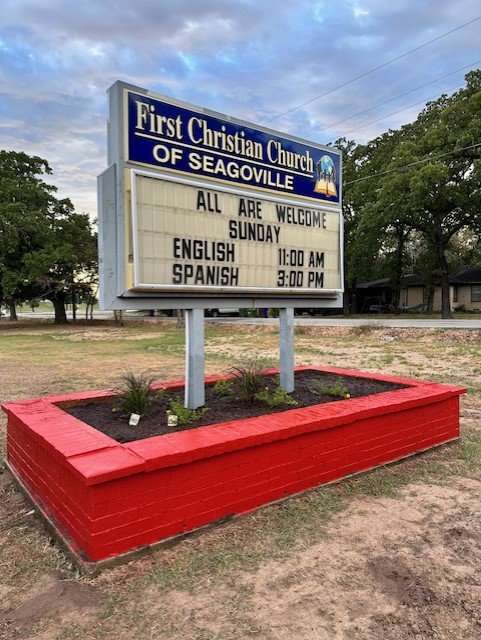 First Christian Church
OF SEAGOVILLE
ALL ARE WELCOME
SUNDAY
ENGLISH 11:00 AM
SPANISH 3:00 PM